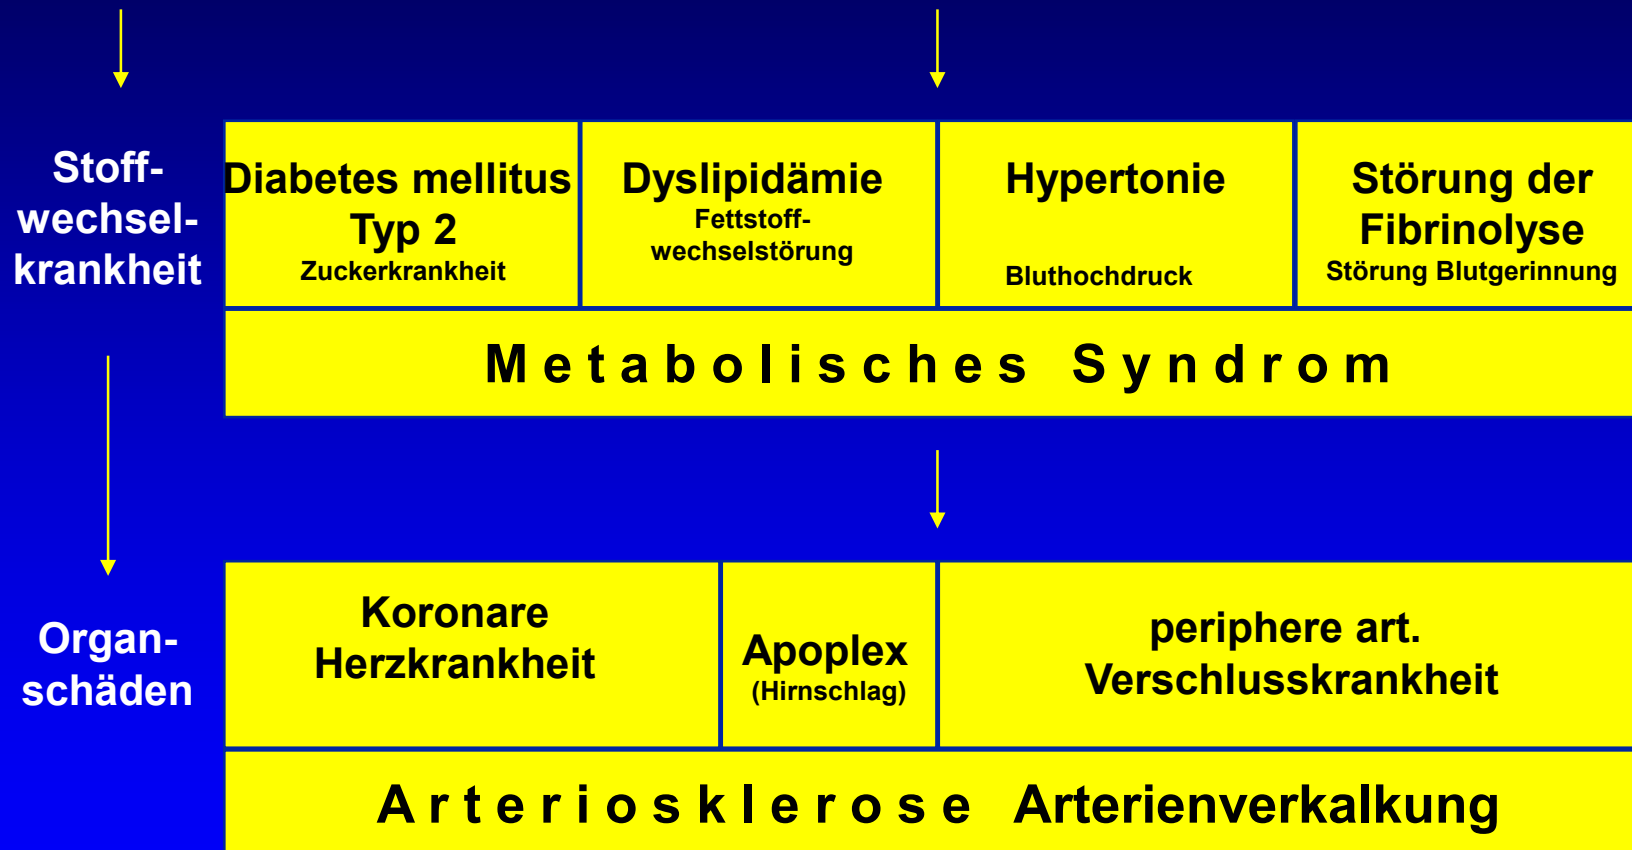 Stoff-
wechsel-
krankheit
Diabetes mellitus
Typ 2
Zuckerkrankheit
Dyslipidämie
Fettstoff-
wechselstörung
Hypertonie
Bluthochdruck
Störung der
Fibrinolyse
Störung Blutgerinnung
Metabolisches Syndrom
Organ-
schäden
Koronare
Herzkrankheit
Apoplex
(Hirnschlag)
periphere art.
Verschlusskrankheit
Arteriosklerose Arterienverkalkung